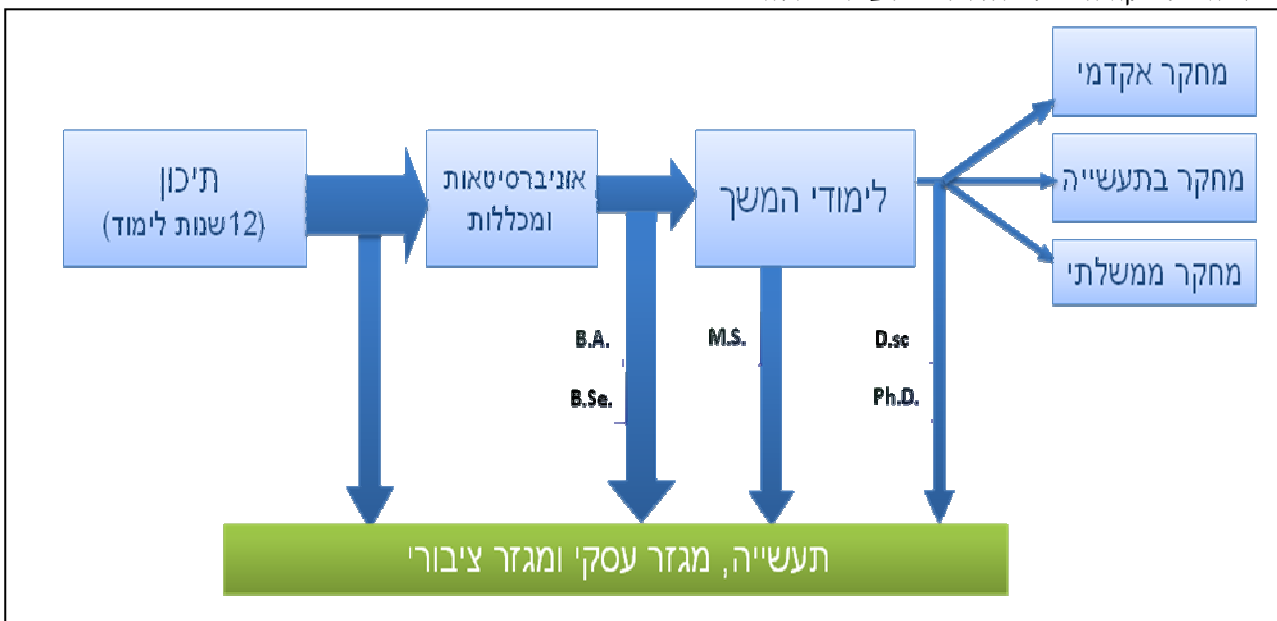 תיכון
(12 שנות לימוד)
אוניברסיטאות
ומכללות
לימודי המשך
מחקר אקדמי
מחקר בתעשייה
מחקר ממשלתי
B.A.
B.Se.
M.S.
D.sc
Ph.D.
תעשייה, מגזר עסקי ומגזר ציבורי